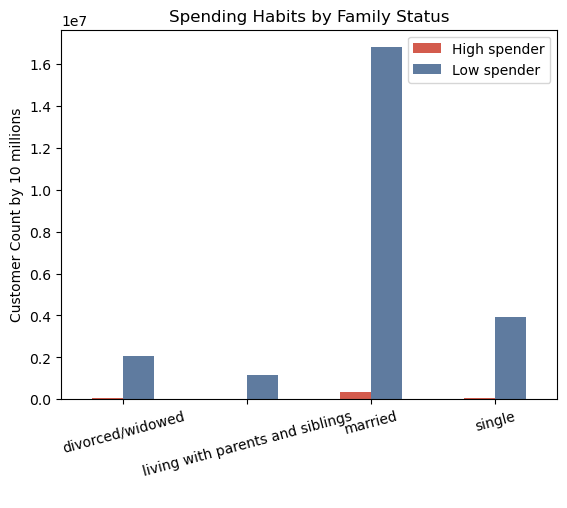 Spending Habits by Family Status
1e7
High spender
Low spender
Customer Count by 10 millions
1.6
1.4
1.2
1.0
0.8
0.6
0.4
0.2
0.0
divorced/widowed
living with parents and siblings
married
single